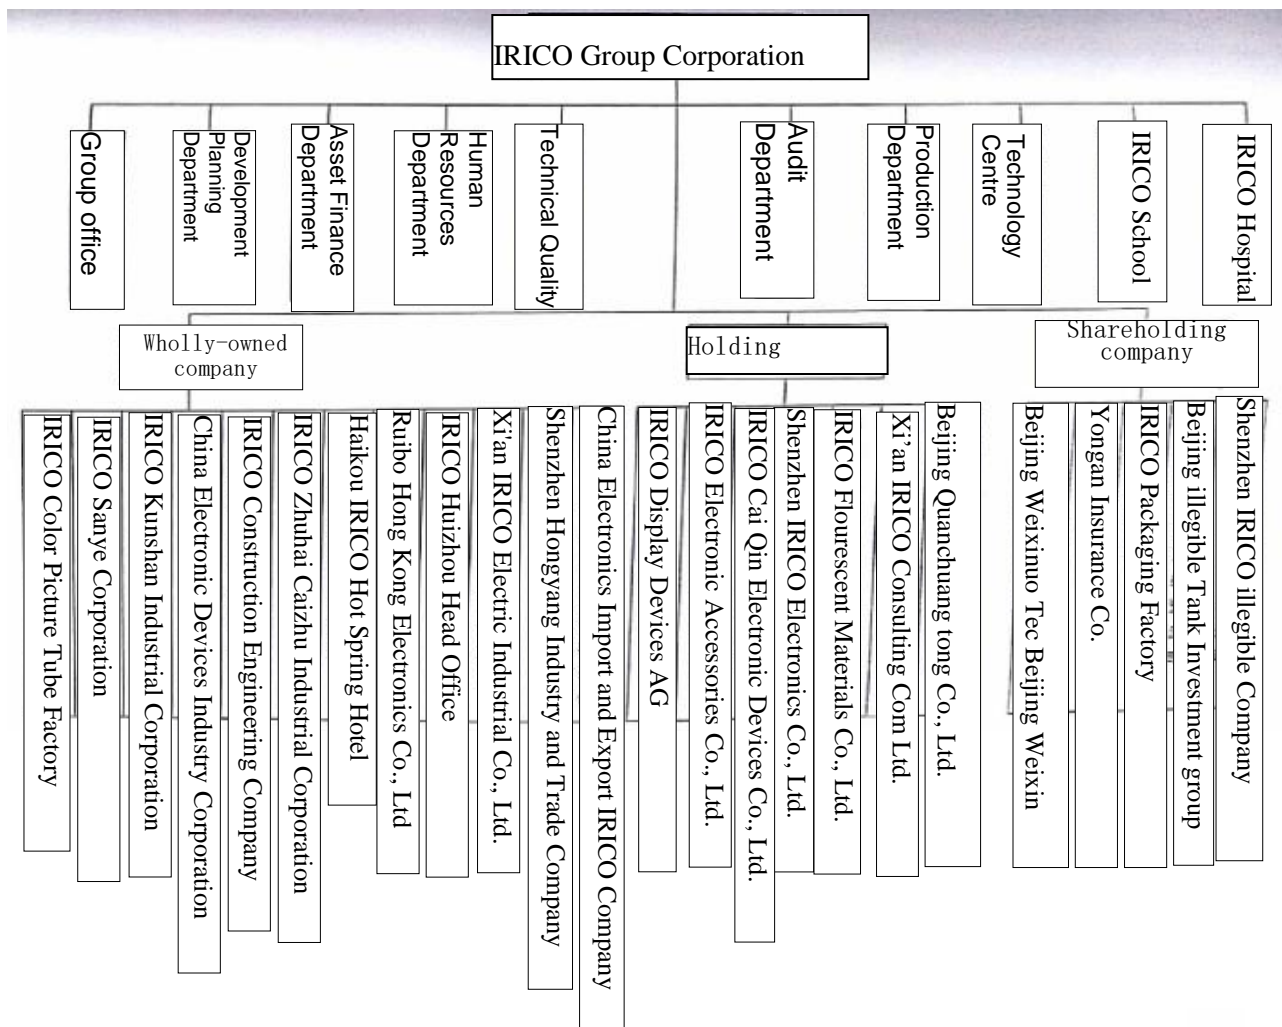 IRICO Group Corporation
Group office
Development
Planning
Department
Asset Finance
Department
Human
Resources
Department
Technical Quality
Audit
Department
Production
Department
Technology
Centre
IRICO School
IRICO Hospital
Wholly-owned
company
Holding
Shareholding
company
IRICO Color Picture Tube Factory
IRICO Sanye Corporation
IRICO Kunshan Industrial Corporation
China Electronic Devices Industry Corporation
IRICO Construction Engineering Company
IRICO Zhuhai Caizhu Industrial Corporation
Haikou IRICO Hot Spring Hotel
Ruibo Hong Kong Electronics Co., Ltd
IRICO Huizhou Head Office
Xi'an IRICO Electric Industrial Co., Ltd.
Shenzhen Hongyang Industry and Trade Company
China Electronics Import and Export IRICO Company
IRICO Display Devices AG
IRICO Electronic Accessories Co., Ltd.
IRICO Cai Qin Electronic Devices Co., Ltd.
Shenzhen IRICO Electronics Co., Ltd.
IRICO Flourescent Materials Co., Ltd.
Xi’an IRICO Consulting Com Ltd.
Beijing Quanchuang tong Co., Ltd.
Beijing Weixinuo Tec Beijing Weixin
Yongan Insurance Co.
IRICO Packaging Factory
Beijing illegible Tank Investment group
Shenzhen IRICO illegible Company